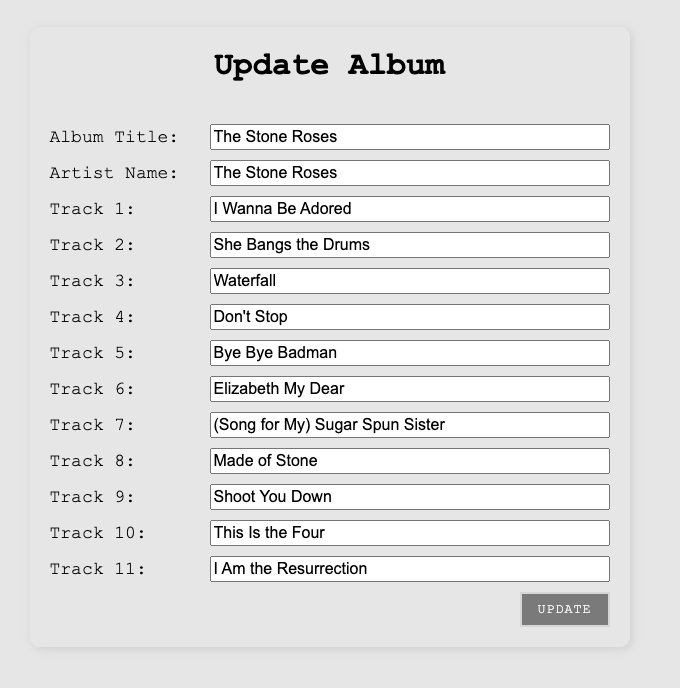 Update Album
Album Title: The Stone Roses
Artist Name: The Stone Roses
Track 1: I Wanna Be Adored
Track 2: She Bangs the Drums
Track 3: Waterfall
Track 4: Don't Stop
Track 5: Bye Bye Badman
Track 6: Elizabeth My Dear
Track 7: (Song for My) Sugar Spun Sister
Track 8: Made of Stone
Track 9: Shoot You Down
Track 10: This Is the Four
Track 11: I Am the Resurrection
UPDATE